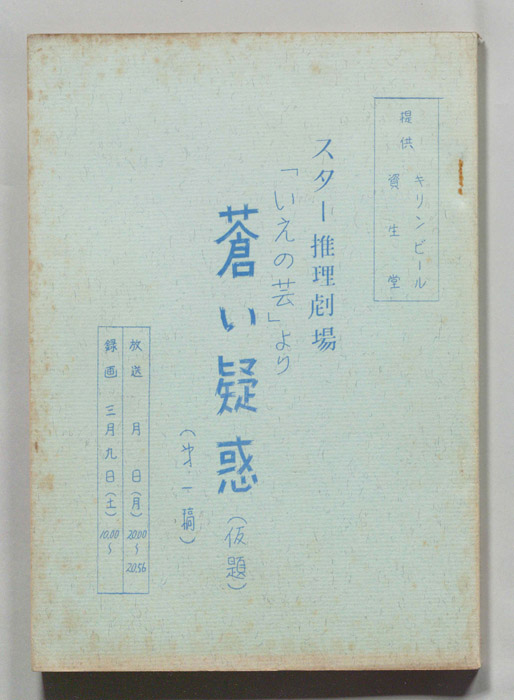 提供 キリンビール
資生堂
スター推理劇場
「いえの芸」より
蒼い疑惑(仮題)
(第一稿)
放送 月 日(月)20.00～20.56
録画 三月九日(土)10.00～